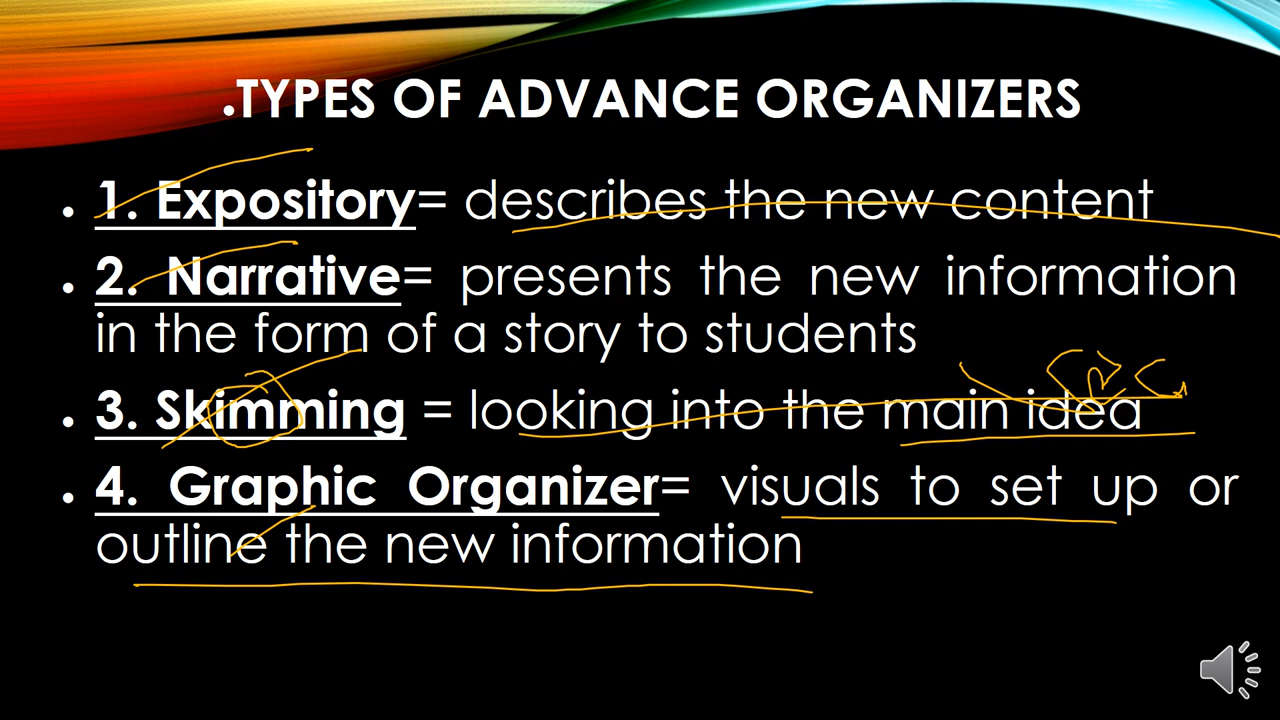 .TYPES OF ADVANCE ORGANIZERS
• 1. Expository= describes the new content
• 2. Narrative= presents the new information
in the form of a story to students
• 3. Skimming = looking into the main idea
• 4. Graphic Organizer= visuals to set up or
outline the new information